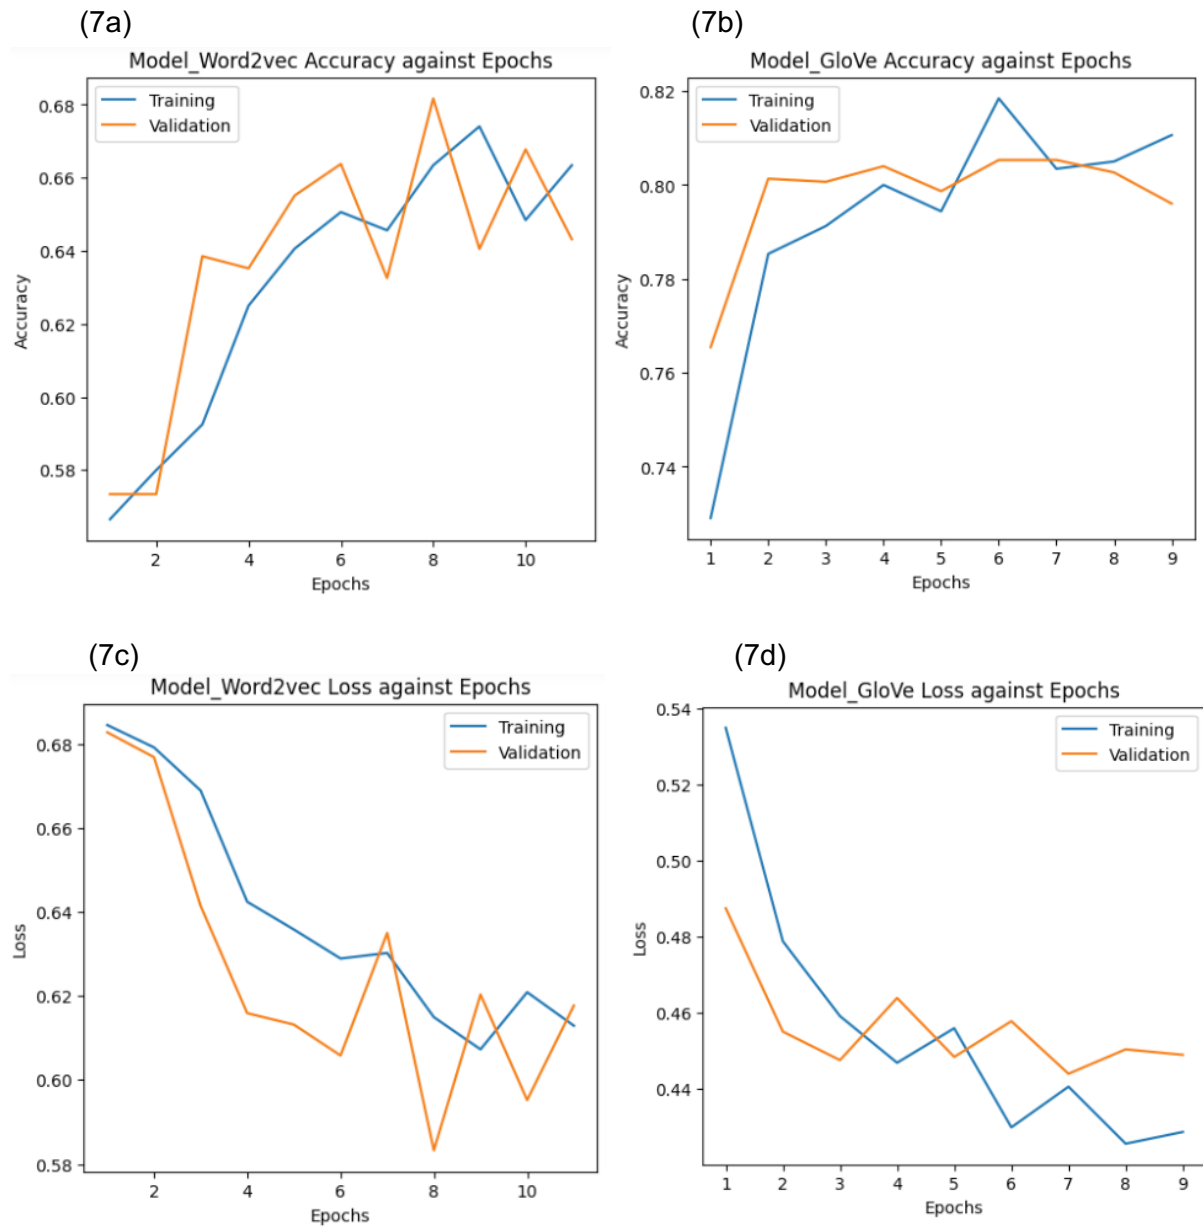 (7a)
Model_Word2vec Accuracy against Epochs
Training
Validation
0.68
0.66
0.64
0.62
0.60
0.58
Accuracy
2 4 6 8 10
Epochs
(7b)
Model_GloVe Accuracy against Epochs
Training
Validation
0.82
0.80
0.78
0.76
0.74
Accuracy
1 2 3 4 5 6 7 8 9
Epochs
(7c)
Model_Word2vec Loss against Epochs
Training
Validation
0.68
0.66
0.64
0.62
0.60
0.58
Loss
2 4 6 8 10
Epochs
(7d)
Model_GloVe Loss against Epochs
Training
Validation
0.54
0.52
0.50
0.48
0.46
0.44
Loss
1 2 3 4 5 6 7 8 9
Epochs